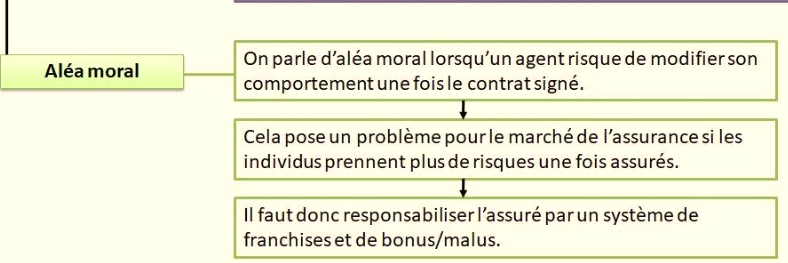 Aléa moral
On parle d'aléa moral lorsqu'un agent risque de modifier son
comportement une fois le contrat signé.
Cela pose un problème pour le marché de l'assurance si les
individus prennent plus de risques une fois assurés.
Il faut donc responsabiliser l'assuré par un système de
franchises et de bonus/malus.